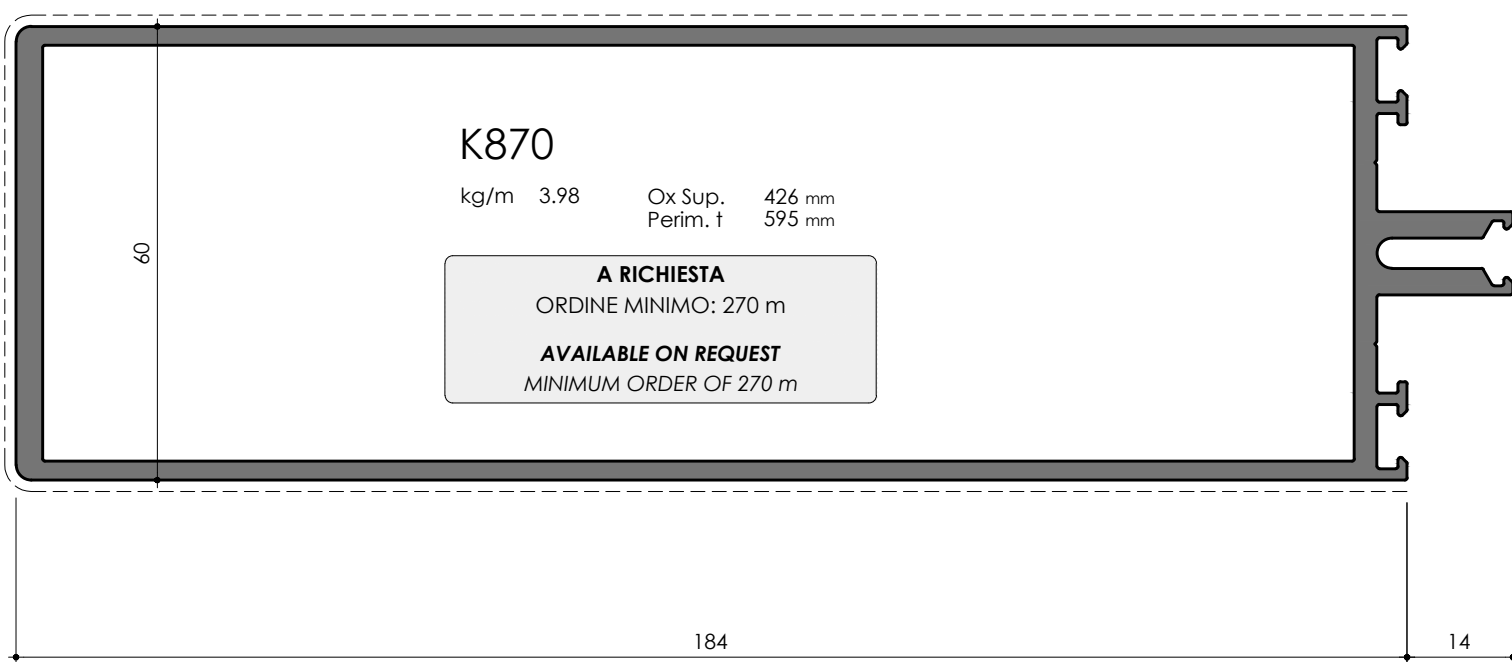 K870
kg/m 3.98 Ox Sup. 426 mm
Perim. t 595 mm
60
A RICHIESTA
ORDINE MINIMO: 270 m
AVAILABLE ON REQUEST
MINIMUM ORDER OF 270 m
184 14